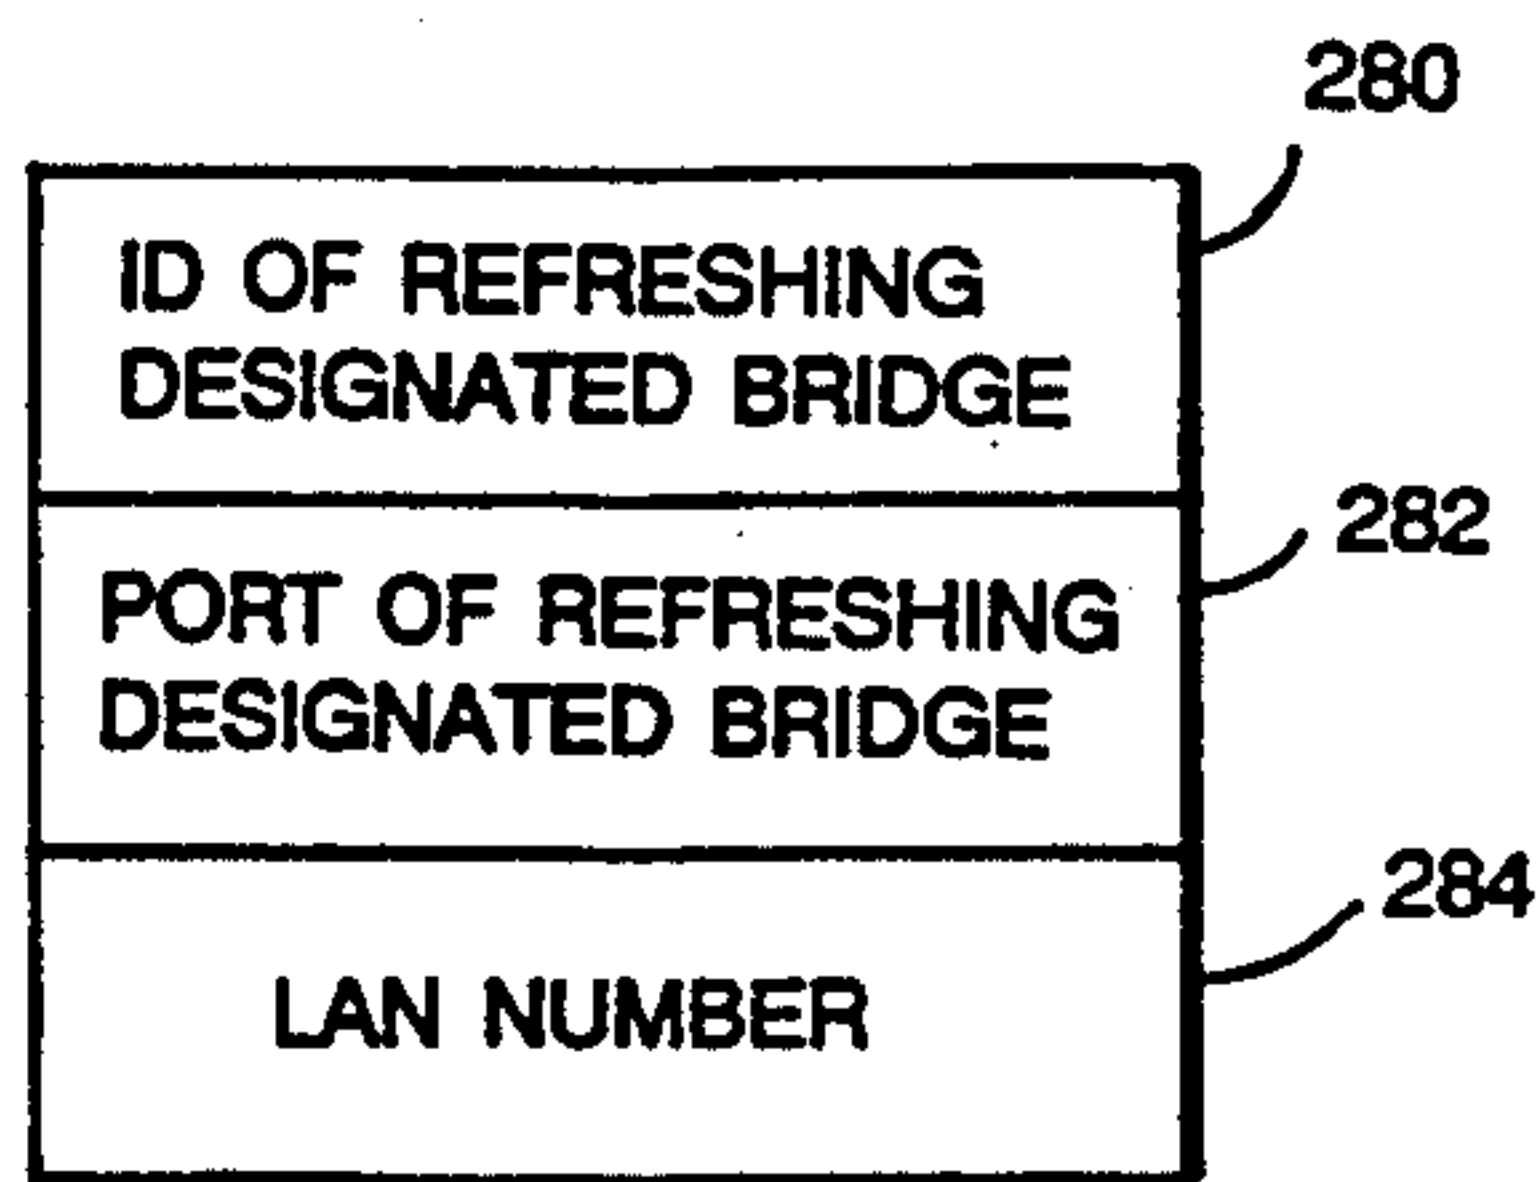 280
ID OF REFRESHING
DESIGNATED BRIDGE
282
PORT OF REFRESHING
DESIGNATED BRIDGE
284
LAN NUMBER